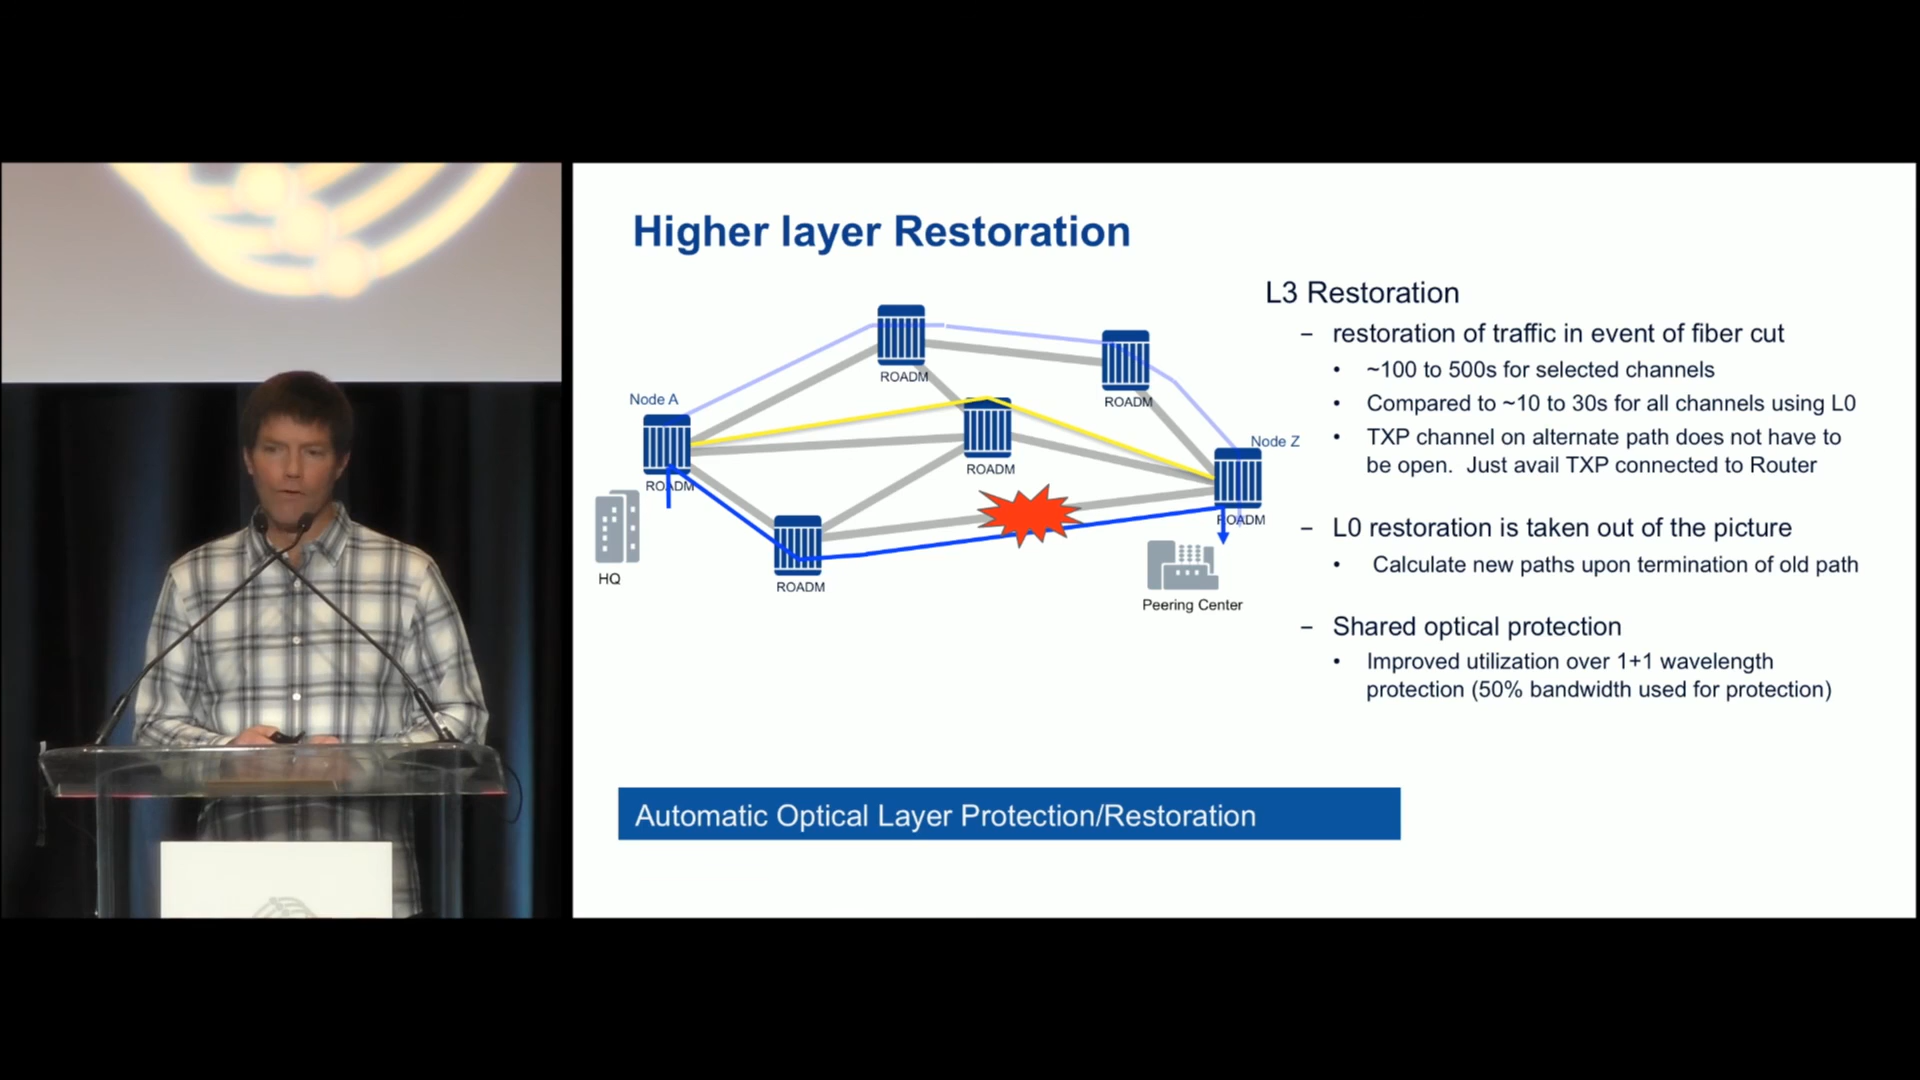 Higher layer Restoration
L3 Restoration
– restoration of traffic in event of fiber cut
• ~100 to 500s for selected channels
• Compared to ~10 to 30s for all channels using L0
• TXP channel on alternate path does not have to
be open. Just avail TXP connected to Router
– L0 restoration is taken out of the picture
• Calculate new paths upon termination of old path
– Shared optical protection
• Improved utilization over 1+1 wavelength
protection (50% bandwidth used for protection)
ROADM
ROADM
Node A
ROADM
ROADM
Node Z
ROADM
ROADM
HQ
Peering Center
Automatic Optical Layer Protection/Restoration